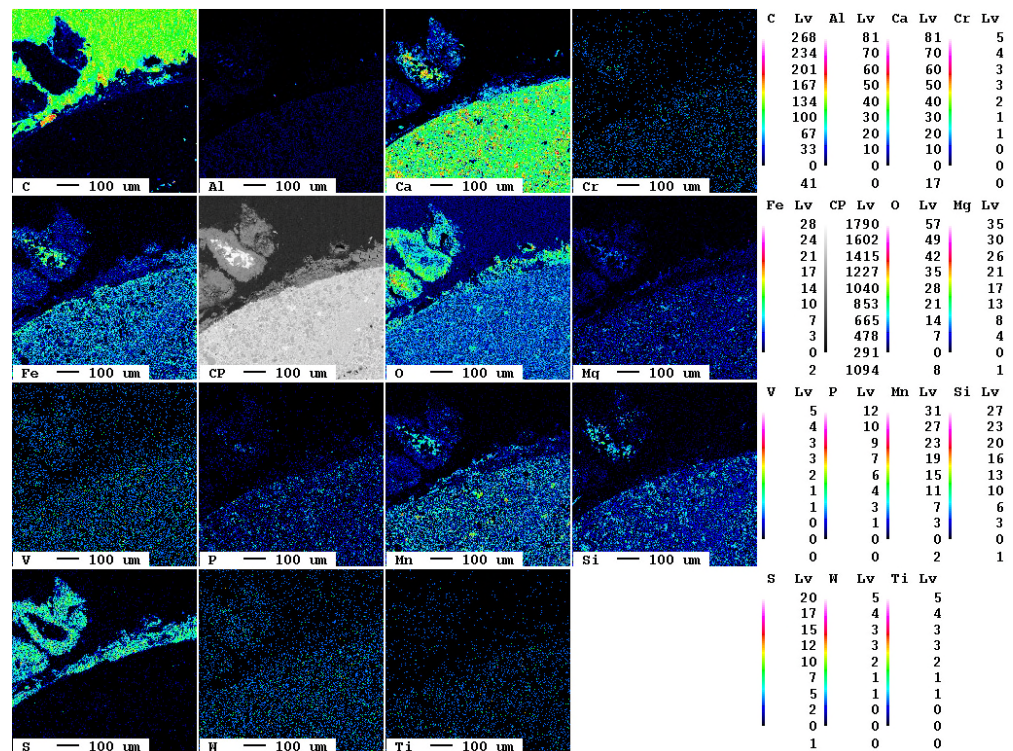 C Lv Al Lv Ca Lv Cr Lv
268 81 81 5
234 70 70 4
201 60 60 3
167 50 50 3
134 40 40 2
100 30 30 1
67 20 20 1
33 10 10 0
0 0 0 0
41 0 17 0
C 100 um Al 100 um Ca 100 um Cr 100 um
Fe Lv CP Lv O Lv Mg Lv
28 1790 57 35
24 1602 49 30
21 1415 42 26
17 1227 35 21
14 1040 28 17
10 853 21 13
7 665 14 8
3 478 7 4
0 291 0 0
2 1094 8 1
Fe 100 um CP 100 um O 100 um Mg 100 um
V Lv P Lv Mn Lv Si Lv
5 12 31 27
4 10 27 23
3 9 23 20
3 7 19 16
2 6 15 13
1 4 11 10
1 3 7 6
0 1 3 3
0 0 0 0
0 0 2 1
V 100 um P 100 um Mn 100 um Si 100 um
S Lv W Lv Ti Lv
20 5 5
17 4 4
15 3 3
12 3 3
10 2 2
7 1 1
5 1 1
2 0 0
0 0 0
1 0 0
S 100 um W 100 um Ti 100 um